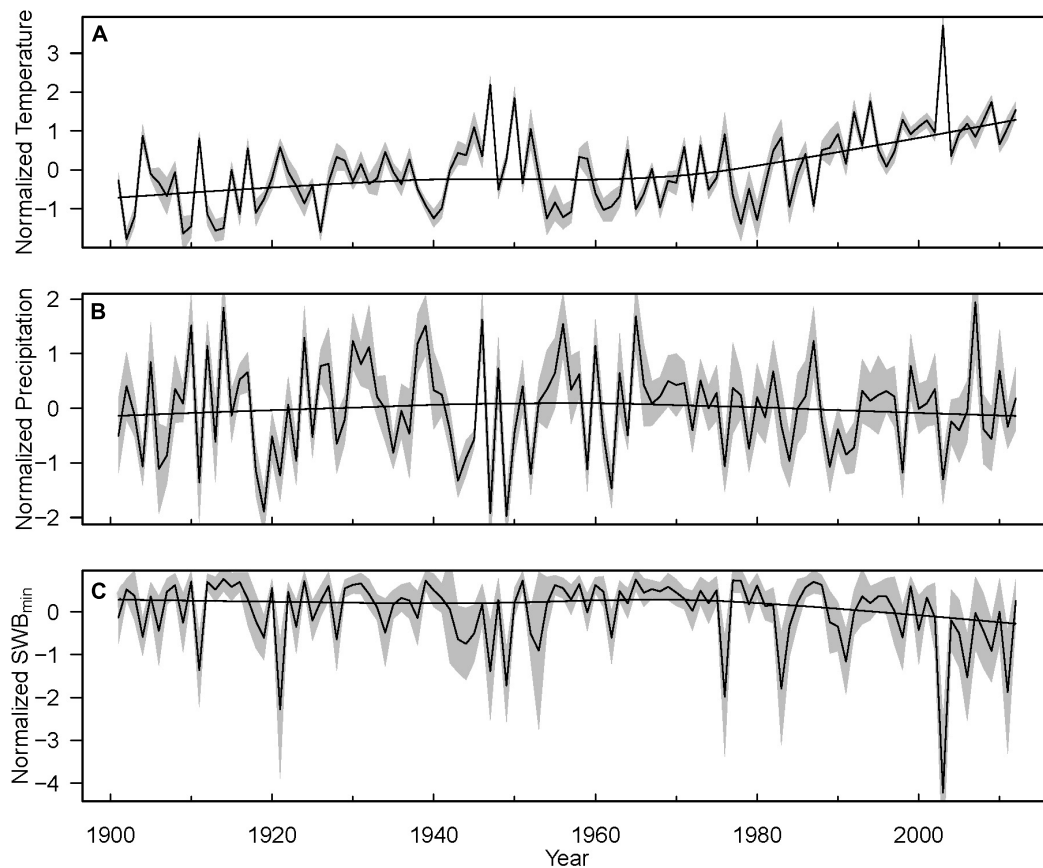 A
Normalized Temperature
3
2
1
0
−1
B
Normalized Precipitation
2
1
0
−1
−2
C
Normalized SWBmin
0
−1
−2
−3
−4
1900 1920 1940 1960 1980 2000
Year